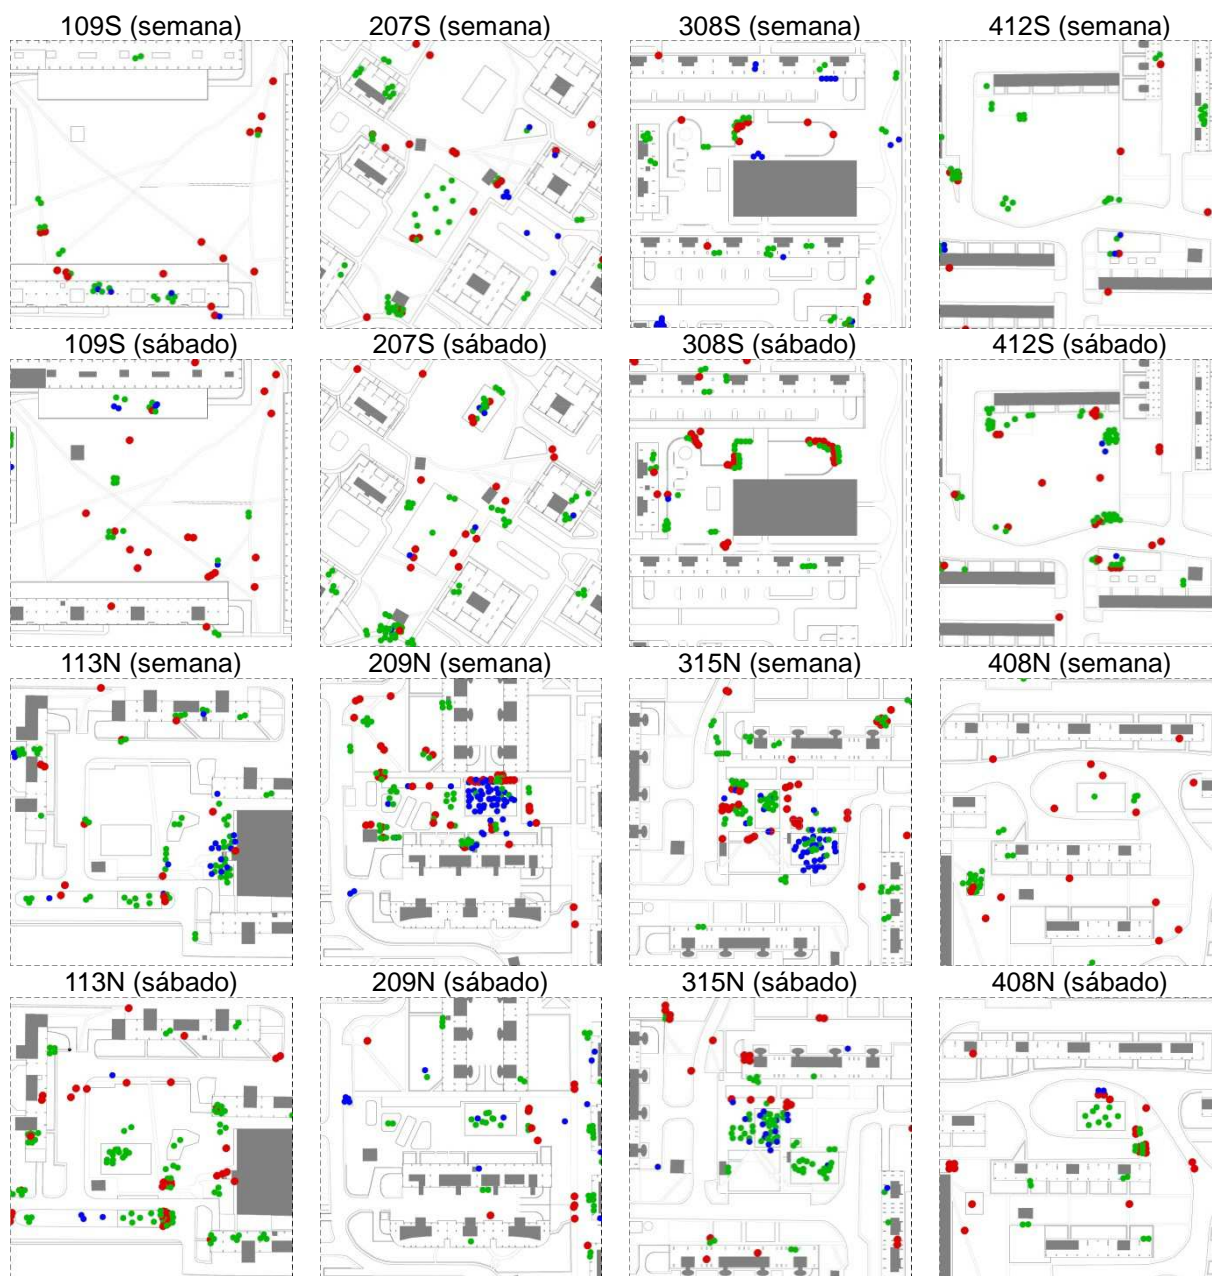 109S (semana)
207S (semana)
308S (semana)
412S (semana)
109S (sábado)
207S (sábado)
308S (sábado)
412S (sábado)
113N (semana)
209N (semana)
315N (semana)
408N (semana)
113N (sábado)
209N (sábado)
315N (sábado)
408N (sábado)